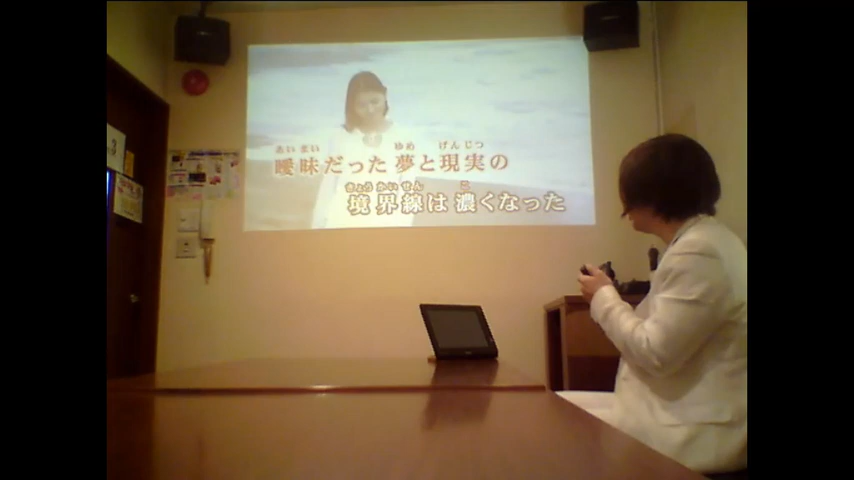 あいまい ゆめ げんじつ
曖昧だった夢と現実の
きょうかいせん こ
境界線は濃くなった